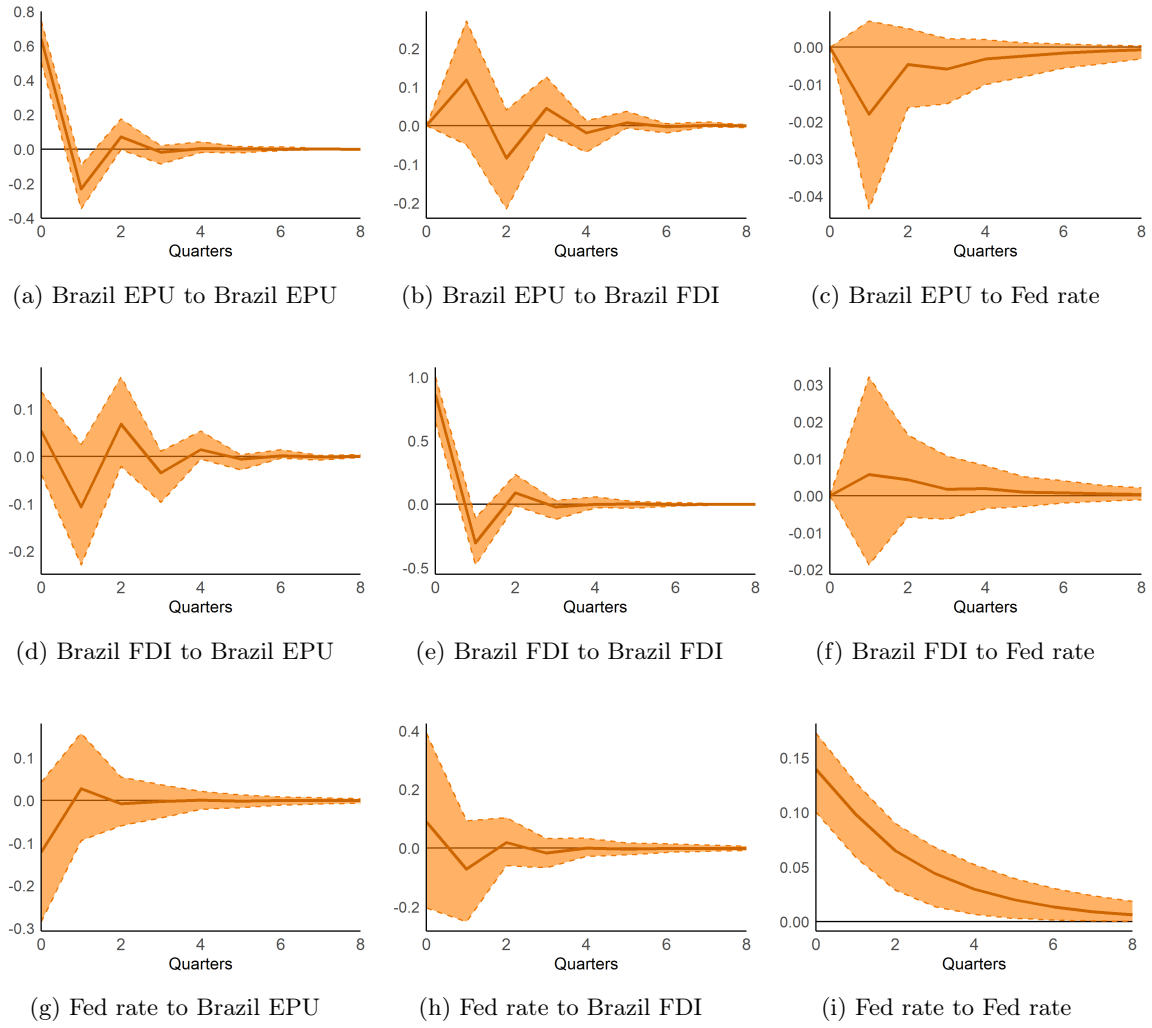 0.8
0.6
0.4
0.2
0.0
-0.2
-0.4
0 2 4 6 8
Quarters
(a) Brazil EPU to Brazil EPU
0.2
0.1
0.0
-0.1
-0.2
0 2 4 6 8
Quarters
(b) Brazil EPU to Brazil FDI
0.00
-0.01
-0.02
-0.03
-0.04
0 2 4 6 8
Quarters
(c) Brazil EPU to Fed rate
0.1
0.0
-0.1
-0.2
0 2 4 6 8
Quarters
(d) Brazil FDI to Brazil EPU
1.0
0.5
0.0
-0.5
0 2 4 6 8
Quarters
(e) Brazil FDI to Brazil FDI
0.03
0.02
0.01
0.00
-0.01
-0.02
0 2 4 6 8
Quarters
(f) Brazil FDI to Fed rate
0.1
0.0
-0.1
-0.2
-0.3
0 2 4 6 8
Quarters
(g) Fed rate to Brazil EPU
0.4
0.2
0.0
-0.2
0 2 4 6 8
Quarters
(h) Fed rate to Brazil FDI
0.15
0.10
0.05
0.00
0 2 4 6 8
Quarters
(i) Fed rate to Fed rate